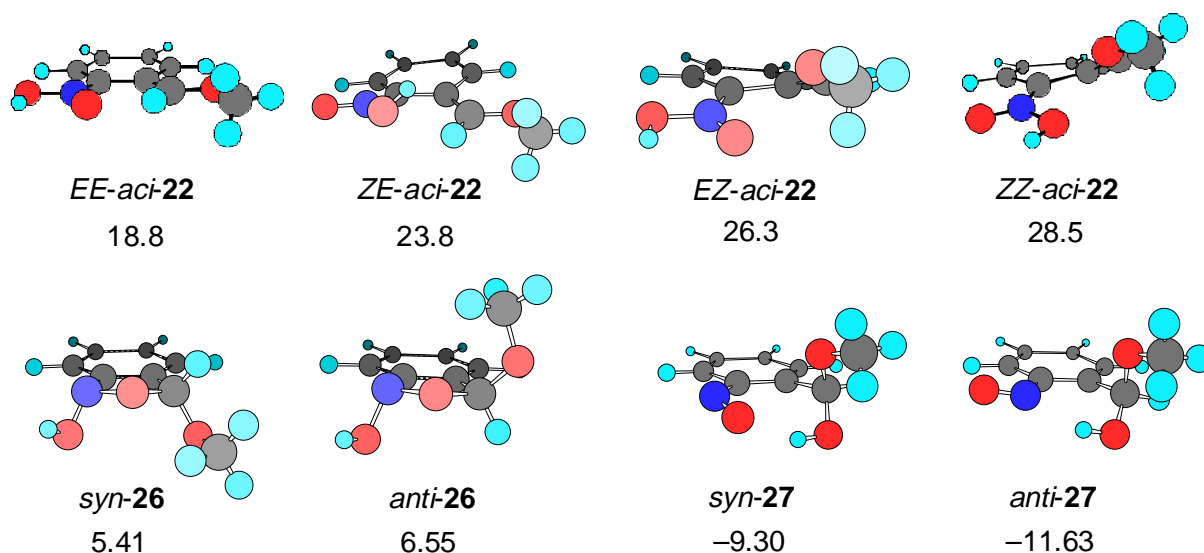 EE-aci-22 ZE-aci-22 EZ-aci-22 ZZ-aci-22
18.8 23.8 26.3 28.5
syn-26 anti-26 syn-27 anti-27
5.41 6.55 –9.30 –11.63